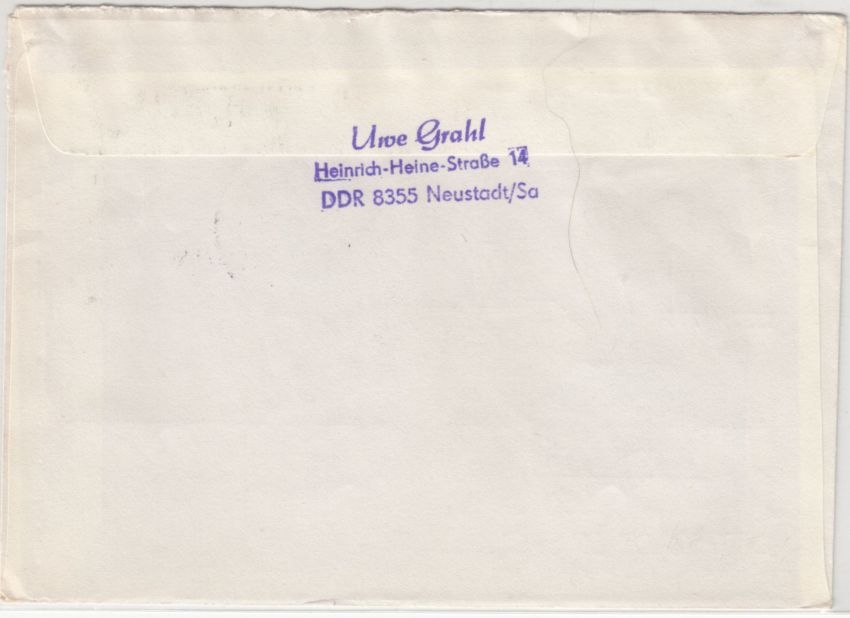 Uwe Grahl
Heinrich-Heine-Straße 14
DDR 8355 Neustadt/Sa